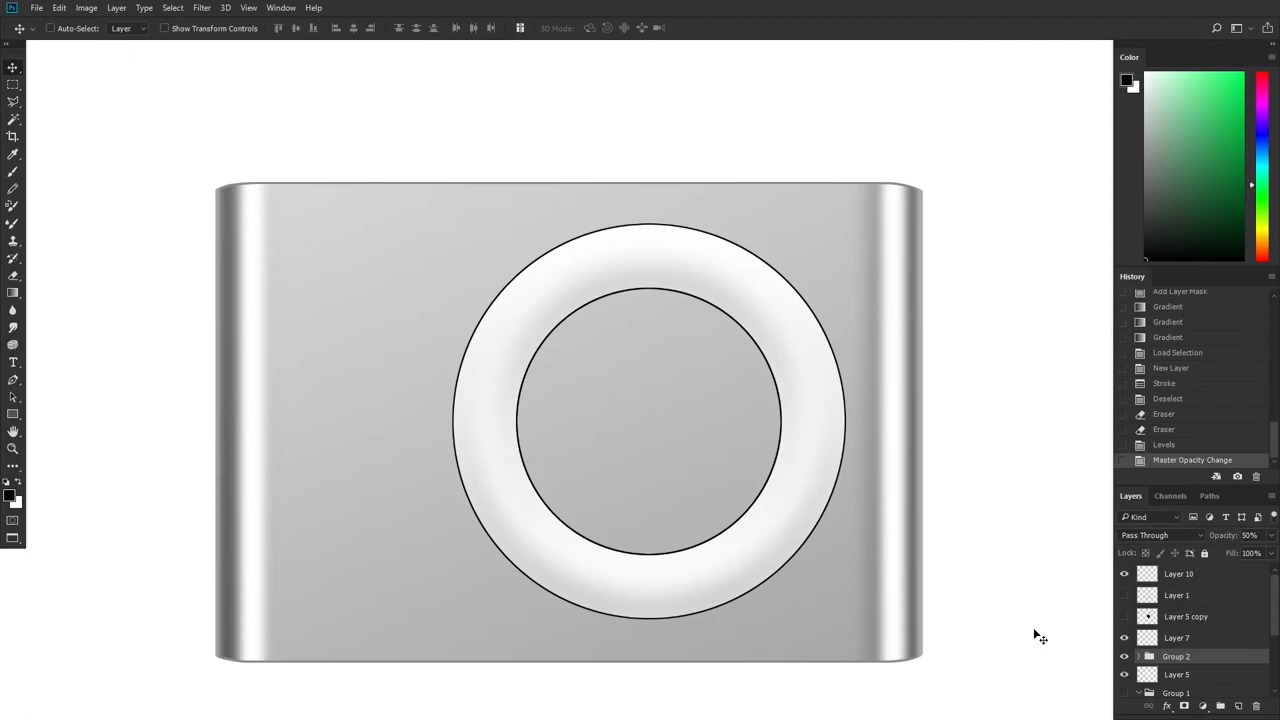 Ps File Edit Image Layer Type Select Filter 3D View Window Help
Auto-Select: Layer Show Transform Controls 3D Mode:
Color
History
Add Layer Mask
Gradient
Gradient
Gradient
Load Selection
New Layer
Stroke
Deselect
Eraser
Eraser
Levels
Master Opacity Change
Layers Channels Paths
Kind
Pass Through Opacity: 50%
Lock: Fill: 100%
Layer 10
Layer 1
Layer 5 copy
Layer 7
Group 2
Layer 5
Group 1
fx